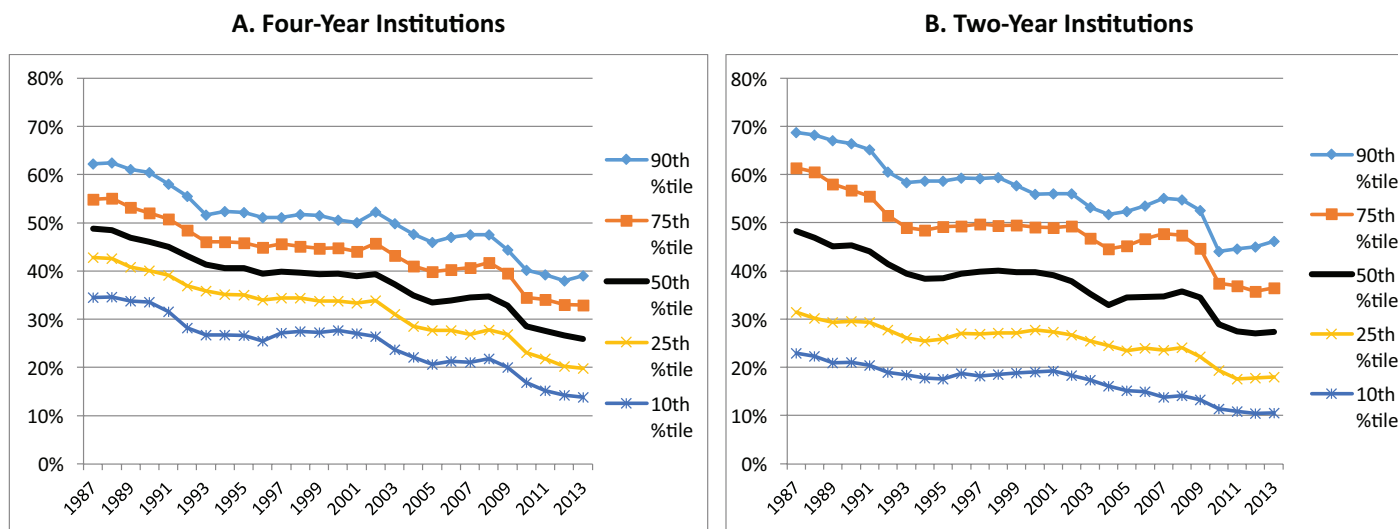 A. Four-Year Institutions
80%
70%
60%
50%
40%
30%
20%
10%
0%
1987
1989
1991
1993
1995
1997
1999
2001
2003
2005
2007
2009
2011
2013
90th
%tile
75th
%tile
50th
%tile
25th
%tile
10th
%tile
B. Two-Year Institutions
80%
70%
60%
50%
40%
30%
20%
10%
0%
1987
1989
1991
1993
1995
1997
1999
2001
2003
2005
2007
2009
2011
2013
90th
%tile
75th
%tile
50th
%tile
25th
%tile
10th
%tile